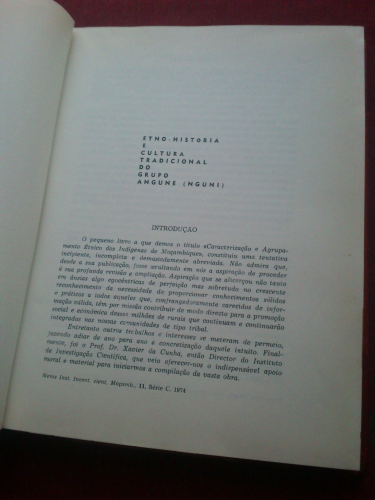 ETNO-HISTÓRIA
E
CULTURA
TRADICIONAL
DO
GRUPO
ANGUNE (NGUNI)
INTRODUÇÃO
O pequeno livro a que demos o título «Caracterização e Agrupa-
mento Étnico dos Indígenas de Moçambique», constituiu uma tentativa
incipiente, incompleta e demasiadamente abreviada. Não admira que,
desde a sua publicação, fosse avultando em nós a aspiração de proceder
à sua profunda revisão e ampliação. Aspiração que se alicerçou não tanto
em quotas algo egocêntricas de perfeição mas sobretudo no crescente
reconhecimento da necessidade de proporcionar conhecimentos sólidos
e práticos a todos aqueles que, confrangedoramente carecidos de infor-
mação válida, têm por missão contribuir de modo directo para a promoção
social e económica desses milhões de rurais que continuam e continuarão
integrados nas nossas comunidades de tipo tribal.
Entretanto outros trabalhos e interesses se meteram de permeio,
fazendo adiar de ano para ano a concretização daquele intuito. Final-
mente, foi o Prof. Dr. Xavier da Cunha, então Director do Instituto
de Investigação Científica, que veio oferecer-nos o indispensável apoio
moral e material para iniciarmos a compilação da vasta obra.
Mems Inst. Invest. cient. Moçamb., 11, Série C. 1974